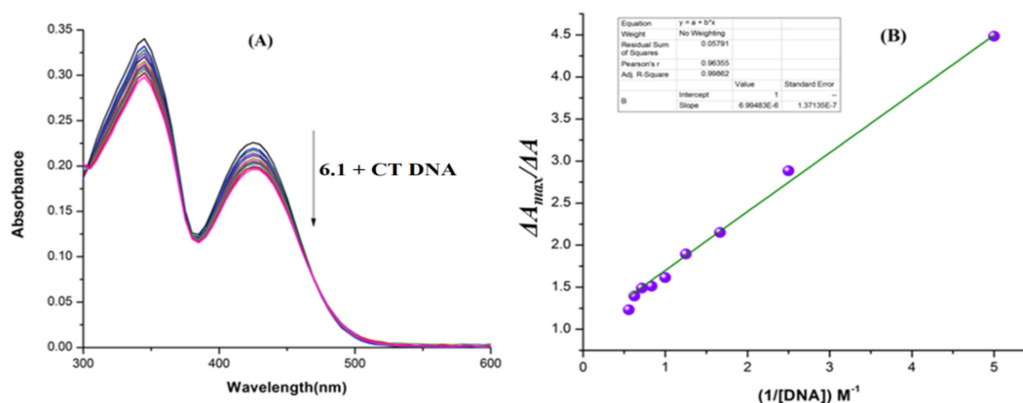 (A)
0.35
0.30
0.25
0.20
0.15
0.10
0.05
0.00
Absorbance
6.1 + CT DNA
300
400
500
600
Wavelength(nm)
(B)
Equation y = a + b*x
Weight No Weighting
Residual Sum of Squares 0.05791
Pearson's r 0.96355
Adj. R-Square 0.99862
Value Standard Error
B Intercept 1 --
Slope 6.99483E-6 1.37135E-7
4.5
4.0
3.5
3.0
2.5
2.0
1.5
1.0
ΔAmax/ΔA
0
1
2
3
4
5
(1/[DNA]) M-1